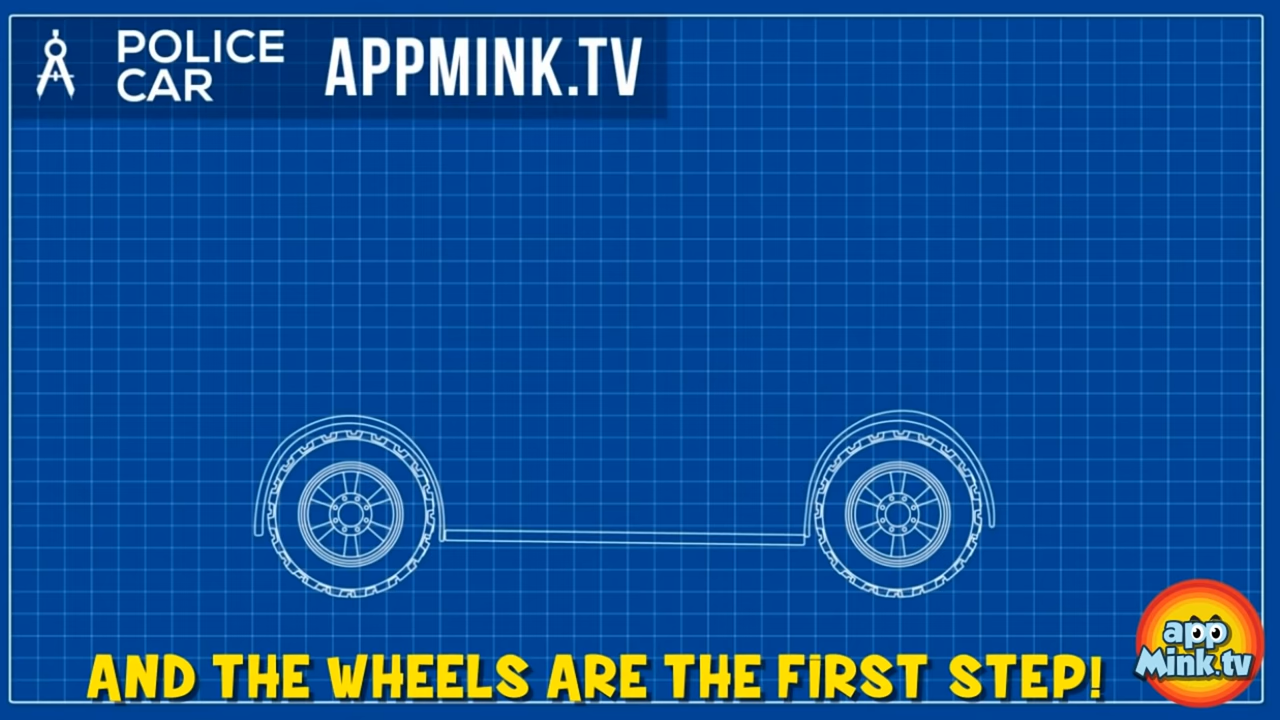 POLICE
CAR
APPMINK.TV
AND THE WHEELS ARE THE FIRST STEP!
app
Mink.tv